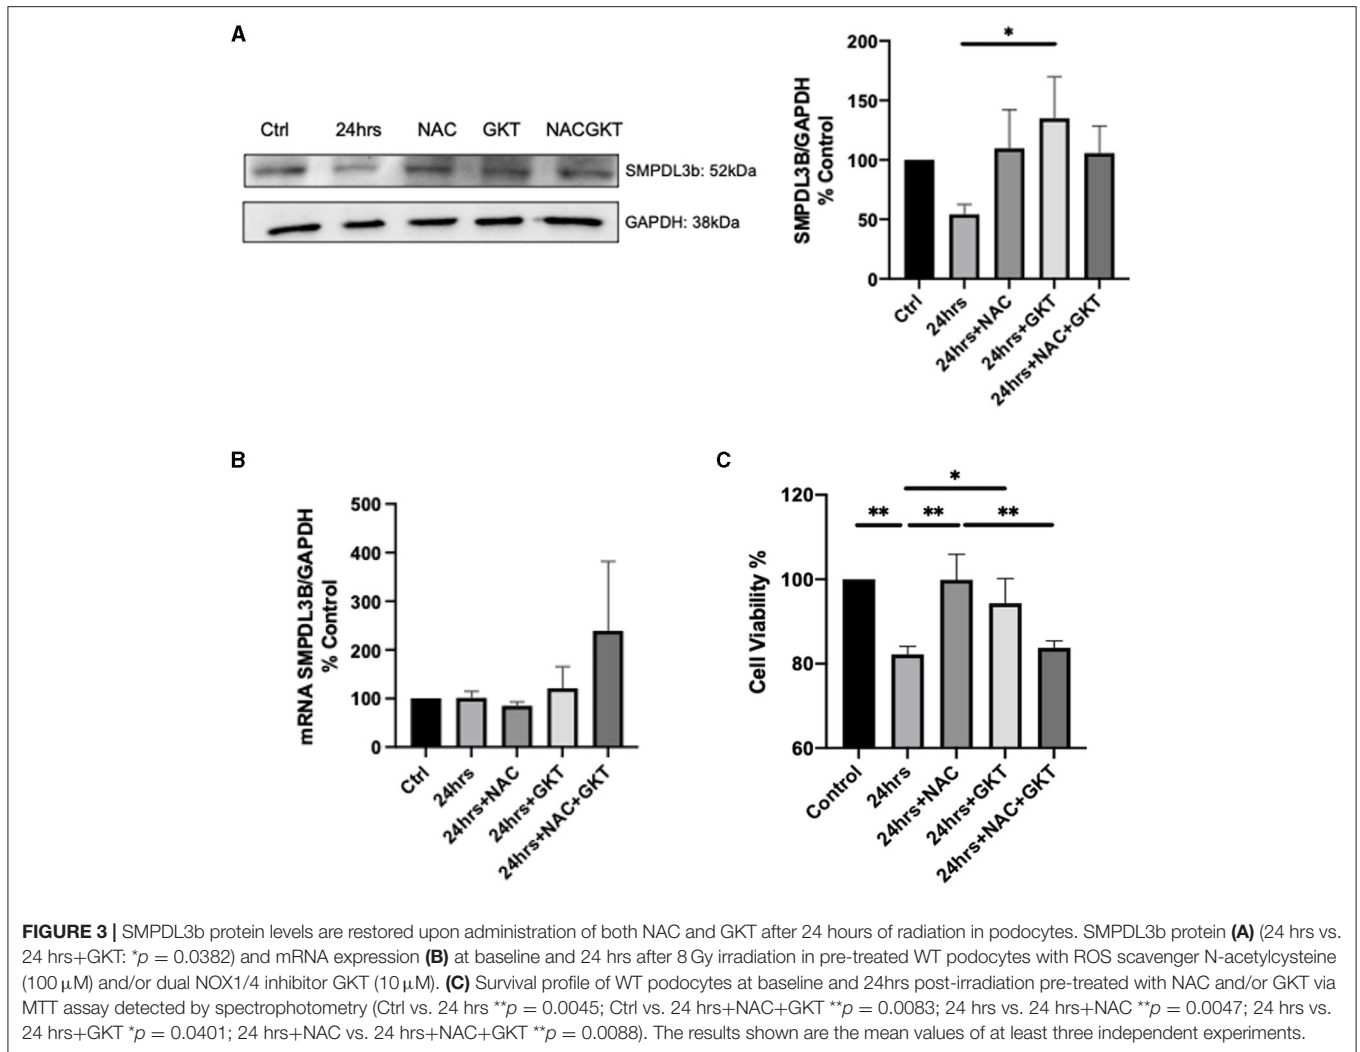 A
Ctrl 24hrs NAC GKT NACGKT
SMPDL3b: 52kDa
GAPDH: 38kDa
SMPDL3B/GAPDH
% Control
200
150
100
50
0
*
Ctrl
24hrs
24hrs+NAC
24hrs+GKT
24hrs+NAC+GKT
B
mRNA SMPDL3B/GAPDH
% Control
500
400
300
200
100
0
Ctrl
24hrs
24hrs+NAC
24hrs+GKT
24hrs+NAC+GKT
C
Cell Viability %
120
100
80
60
*
** ** **
Control
24hrs
24hrs+NAC
24hrs+GKT
24hrs+NAC+GKT
FIGURE 3 | SMPDL3b protein levels are restored upon administration of both NAC and GKT after 24 hours of radiation in podocytes. SMPDL3b protein (A) (24 hrs vs.
24 hrs+GKT: *p = 0.0382) and mRNA expression (B) at baseline and 24 hrs after 8 Gy irradiation in pre-treated WT podocytes with ROS scavenger N-acetylcysteine
(100 μM) and/or dual NOX1/4 inhibitor GKT (10 μM). (C) Survival profile of WT podocytes at baseline and 24hrs post-irradiation pre-treated with NAC and/or GKT via
MTT assay detected by spectrophotometry (Ctrl vs. 24 hrs **p = 0.0045; Ctrl vs. 24 hrs+NAC+GKT **p = 0.0083; 24 hrs vs. 24 hrs+NAC **p = 0.0047; 24 hrs vs.
24 hrs+GKT *p = 0.0401; 24 hrs+NAC vs. 24 hrs+NAC+GKT **p = 0.0088). The results shown are the mean values of at least three independent experiments.